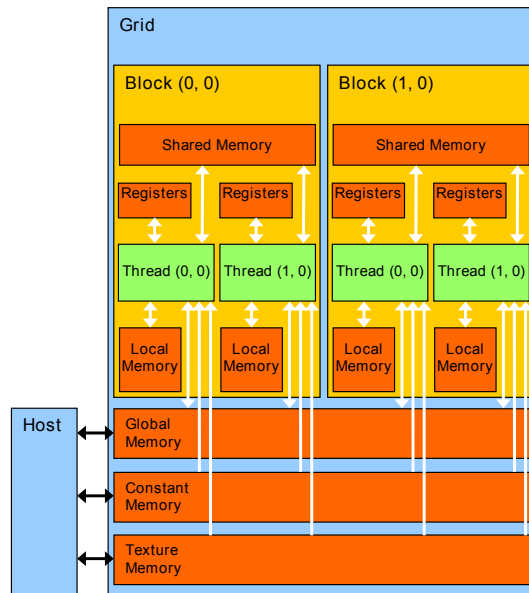 Grid
Block (0, 0)
Block (1, 0)
Shared Memory
Shared Memory
Registers
Registers
Registers
Registers
Thread (0, 0)
Thread (1, 0)
Thread (0, 0)
Thread (1, 0)
Local
Memory
Local
Memory
Local
Memory
Local
Memory
Host
Global
Memory
Constant
Memory
Texture
Memory